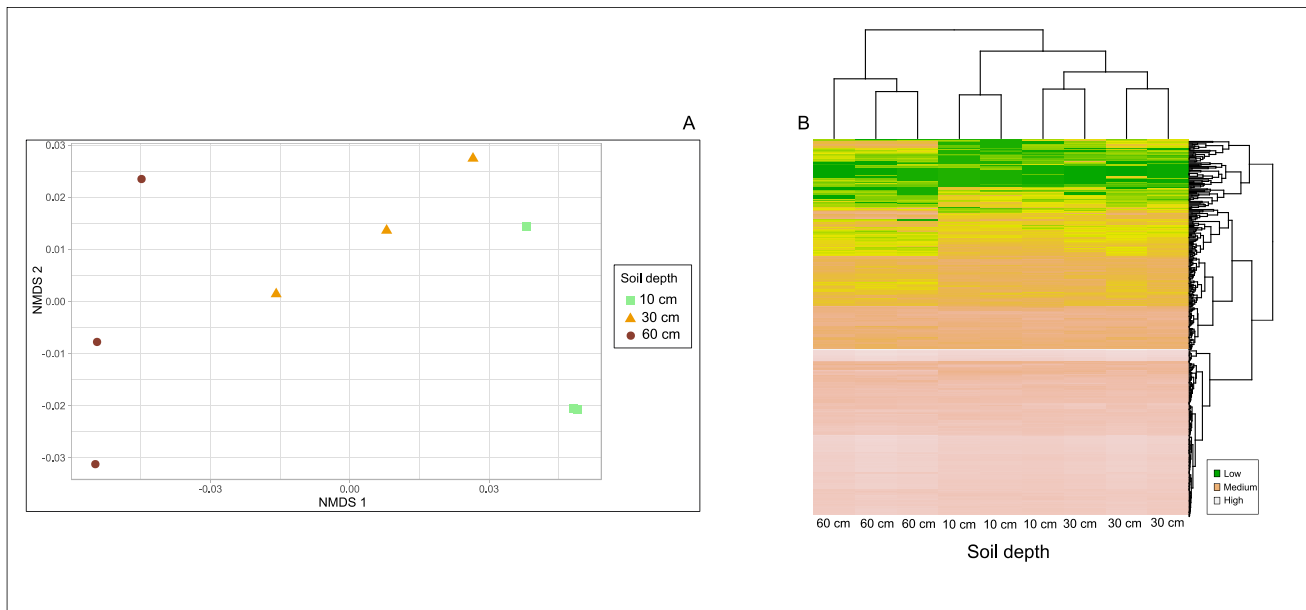 A
0.03
0.02
0.01
0.00
-0.01
-0.02
-0.03
NMDS 2
-0.03
0.00
0.03
NMDS 1
Soil depth
10 cm
30 cm
60 cm
B
Low
Medium
High
60 cm 60 cm 60 cm 10 cm 10 cm 10 cm 30 cm 30 cm 30 cm
Soil depth